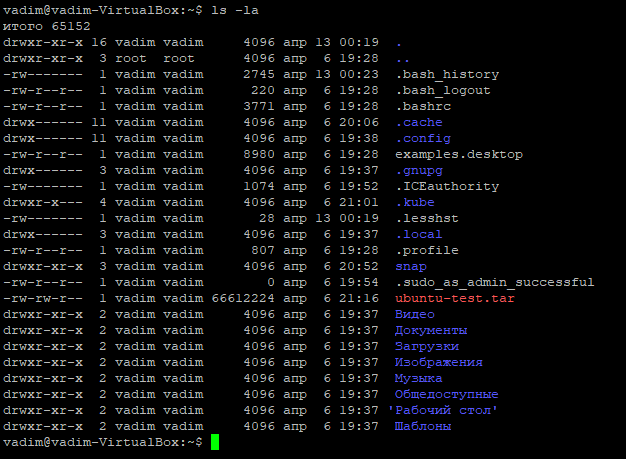 vadim@vadim-VirtualBox:~$ ls -la
итого 65152
drwxr-xr-x 16 vadim vadim     4096 апр 13 00:19  .
drwxr-xr-x  3 root  root      4096 апр  6 19:28  ..
-rw-------  1 vadim vadim     2745 апр 13 00:23  .bash_history
-rw-r--r--  1 vadim vadim      220 апр  6 19:28  .bash_logout
-rw-r--r--  1 vadim vadim     3771 апр  6 19:28  .bashrc
drwx------ 11 vadim vadim     4096 апр  6 20:06  .cache
drwx------ 11 vadim vadim     4096 апр  6 19:38  .config
-rw-r--r--  1 vadim vadim     8980 апр  6 19:28  examples.desktop
drwx------  3 vadim vadim     4096 апр  6 19:37  .gnupg
-rw-------  1 vadim vadim     1074 апр  6 19:52  .ICEauthority
drwxr-x---  4 vadim vadim     4096 апр  6 21:01  .kube
-rw-------  1 vadim vadim       28 апр 13 00:19  .lesshst
drwx------  3 vadim vadim     4096 апр  6 19:37  .local
-rw-r--r--  1 vadim vadim      807 апр  6 19:28  .profile
drwxr-xr-x  3 vadim vadim     4096 апр  6 20:52  snap
-rw-r--r--  1 vadim vadim        0 апр  6 19:54  .sudo_as_admin_successful
-rw-rw-r--  1 vadim vadim 66612224 апр  6 21:16  ubuntu-test.tar
drwxr-xr-x  2 vadim vadim     4096 апр  6 19:37  Видео
drwxr-xr-x  2 vadim vadim     4096 апр  6 19:37  Документы
drwxr-xr-x  2 vadim vadim     4096 апр  6 19:37  Загрузки
drwxr-xr-x  2 vadim vadim     4096 апр  6 19:37  Изображения
drwxr-xr-x  2 vadim vadim     4096 апр  6 19:37  Музыка
drwxr-xr-x  2 vadim vadim     4096 апр  6 19:37  Общедоступные
drwxr-xr-x  2 vadim vadim     4096 апр  6 19:37 'Рабочий стол'
drwxr-xr-x  2 vadim vadim     4096 апр  6 19:37  Шаблоны
vadim@vadim-VirtualBox:~$